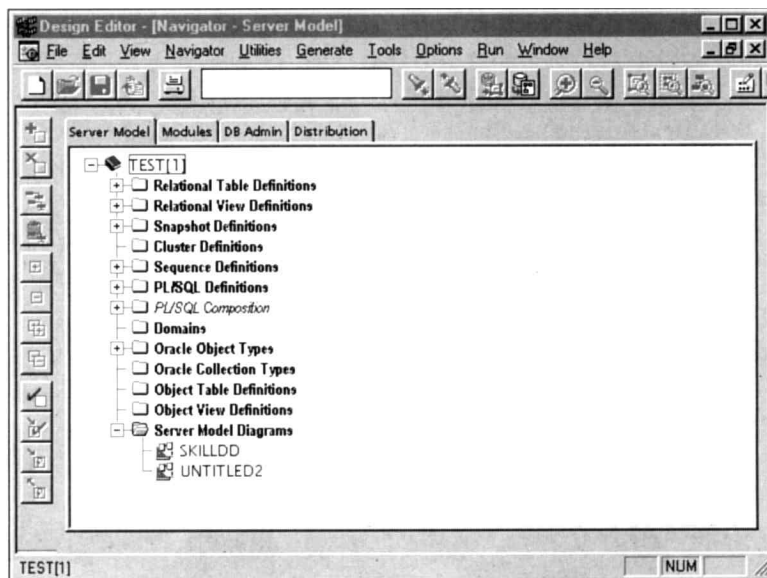 Design Editor - [Navigator - Server Model]
File Edit View Navigator Utilities Generate Tools Options Run Window Help
Server Model Modules DB Admin Distribution
TEST[1]
Relational Table Definitions
Relational View Definitions
Snapshot Definitions
Cluster Definitions
Sequence Definitions
PL/SQL Definitions
PL/SQL Composition
Domains
Oracle Object Types
Oracle Collection Types
Object Table Definitions
Object View Definitions
Server Model Diagrams
SKILLDD
UNTITLED2
TEST[1] NUM